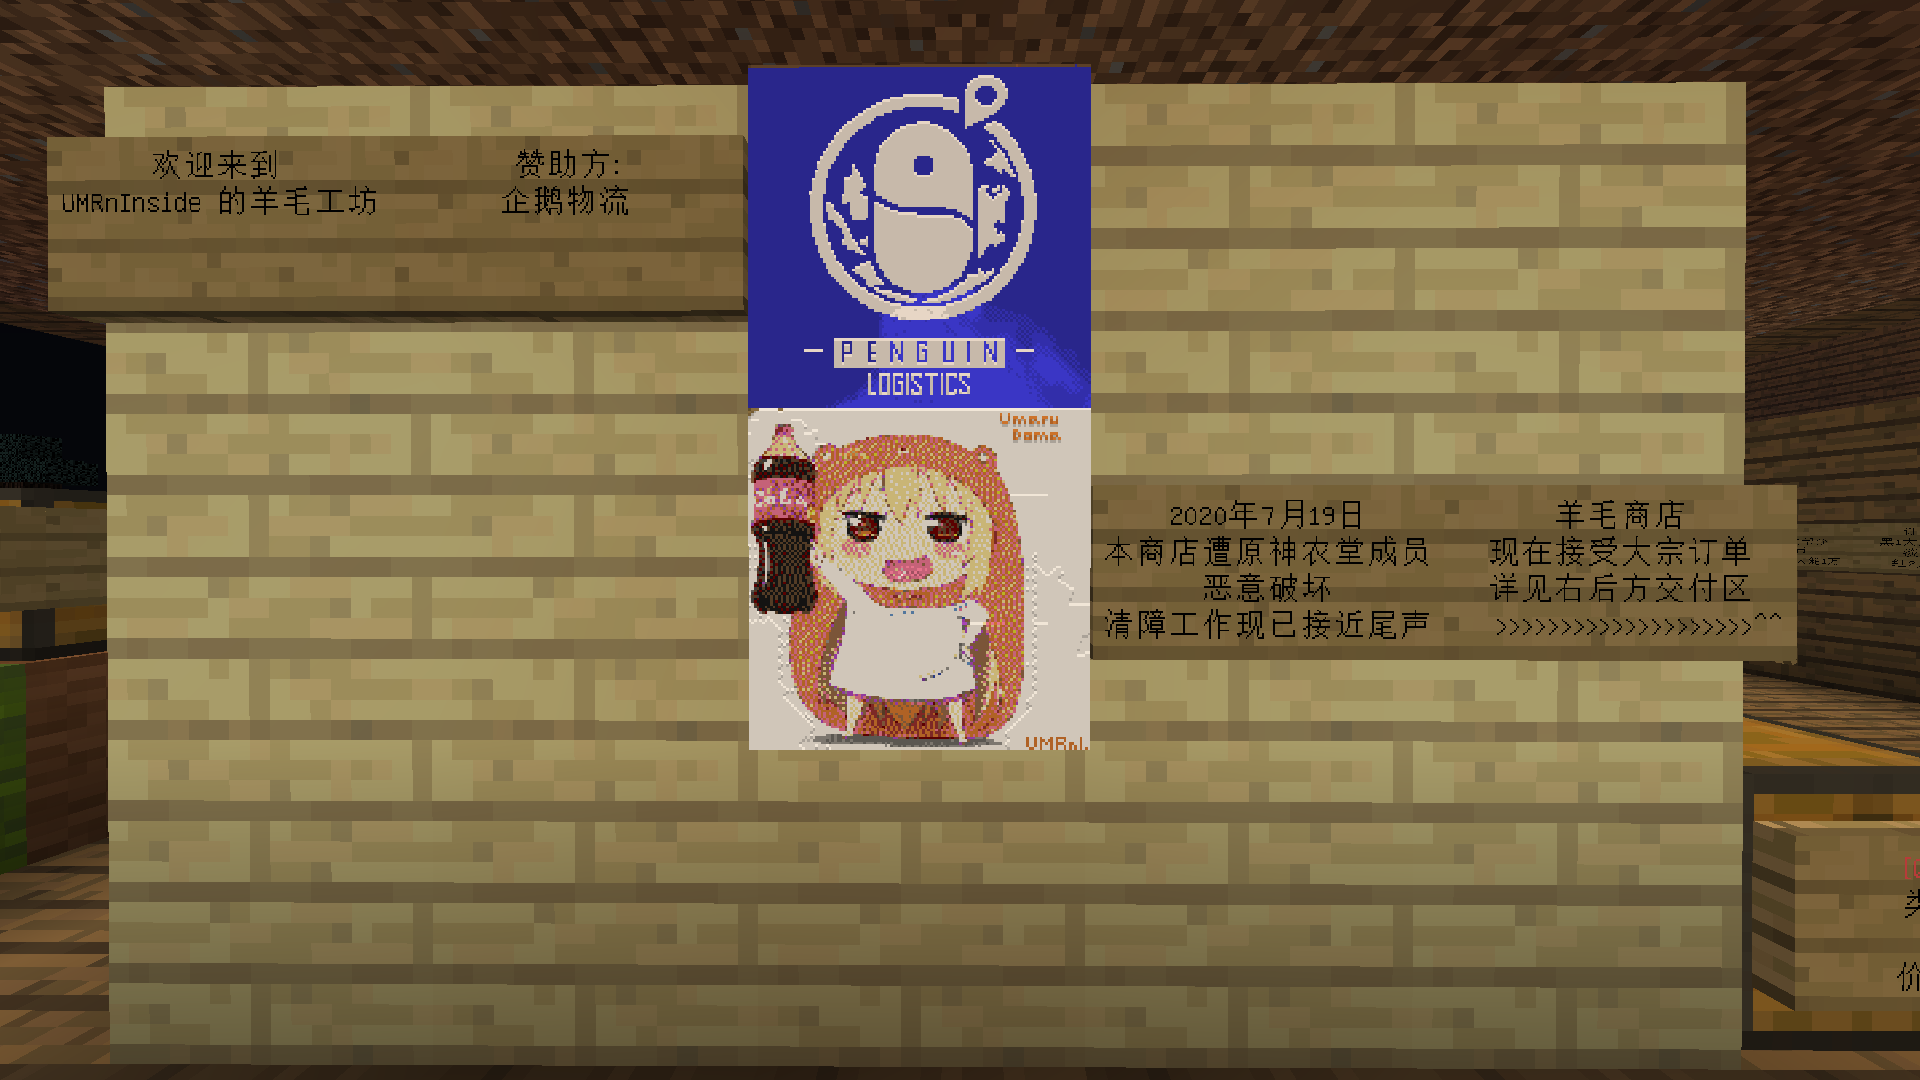 欢迎来到
UMRnInside 的羊毛工坊
赞助方:
企鹅物流
PENGUIN
LOGISTICS
Umaru
Doma
UMRnI
2020年7月19日
本商店遭原神农堂成员
恶意破坏
清障工作现已接近尾声
羊毛商店
现在接受大宗订单
详见右后方交付区
>>>>>>>>>>>>>>>>>>>>^^
价